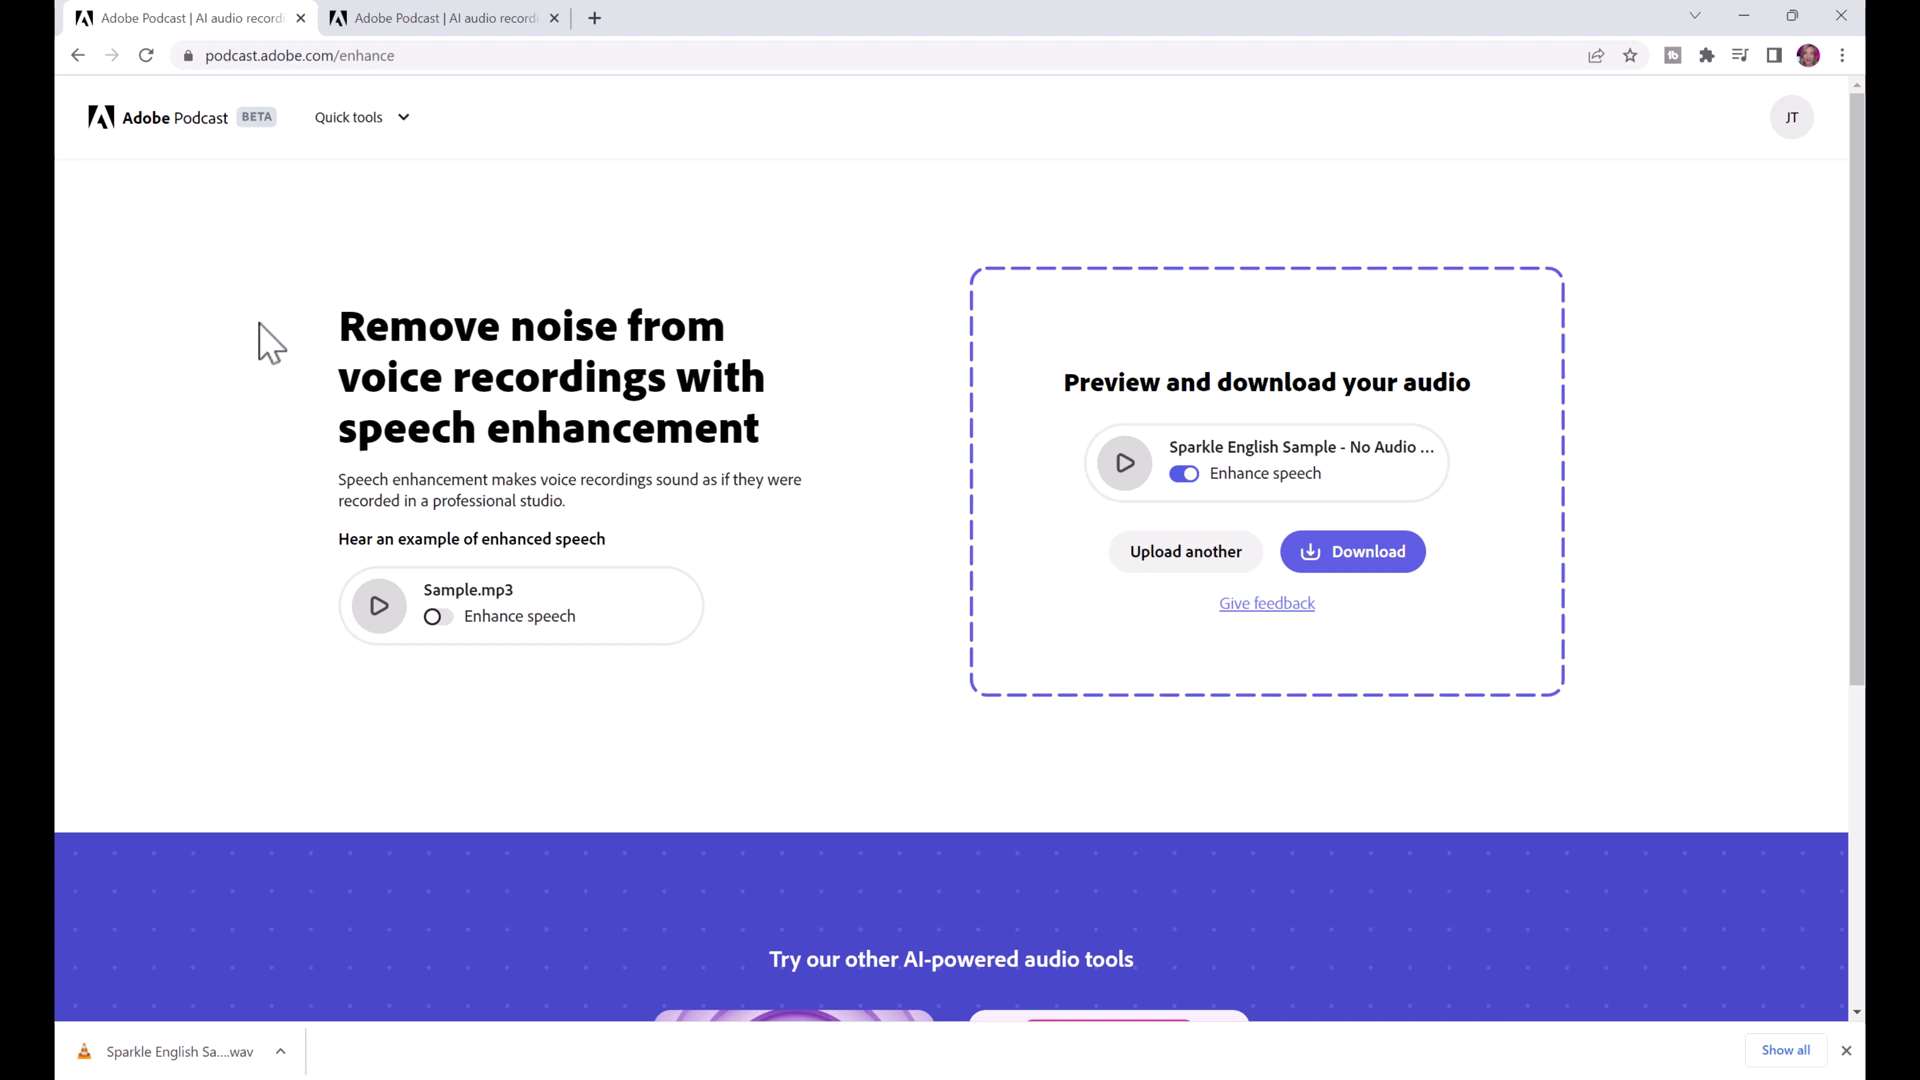 Adobe Podcast | AI audio recordi
Adobe Podcast | AI audio recordi
podcast.adobe.com/enhance
Adobe Podcast BETA
Quick tools
JT
Remove noise from
voice recordings with
speech enhancement
Speech enhancement makes voice recordings sound as if they were
recorded in a professional studio.
Hear an example of enhanced speech
Sample.mp3
Enhance speech
Preview and download your audio
Sparkle English Sample - No Audio ...
Enhance speech
Upload another
Download
Give feedback
Try our other AI-powered audio tools
Sparkle English Sa....wav
Show all